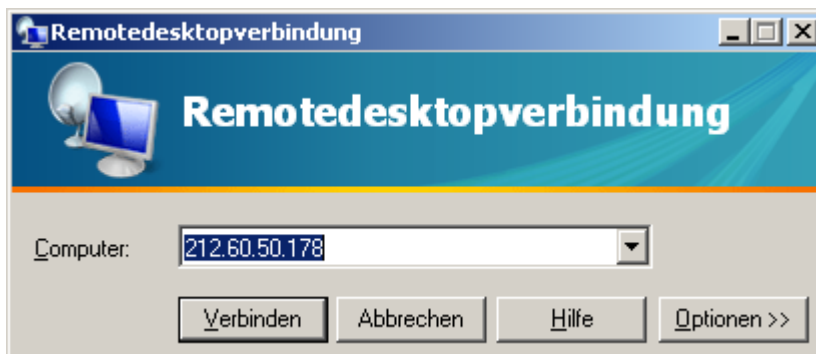 Remotedesktopverbindung
Remotedesktopverbindung
Computer: 212.60.50.178
Verbinden Abbrechen Hilfe Optionen >>